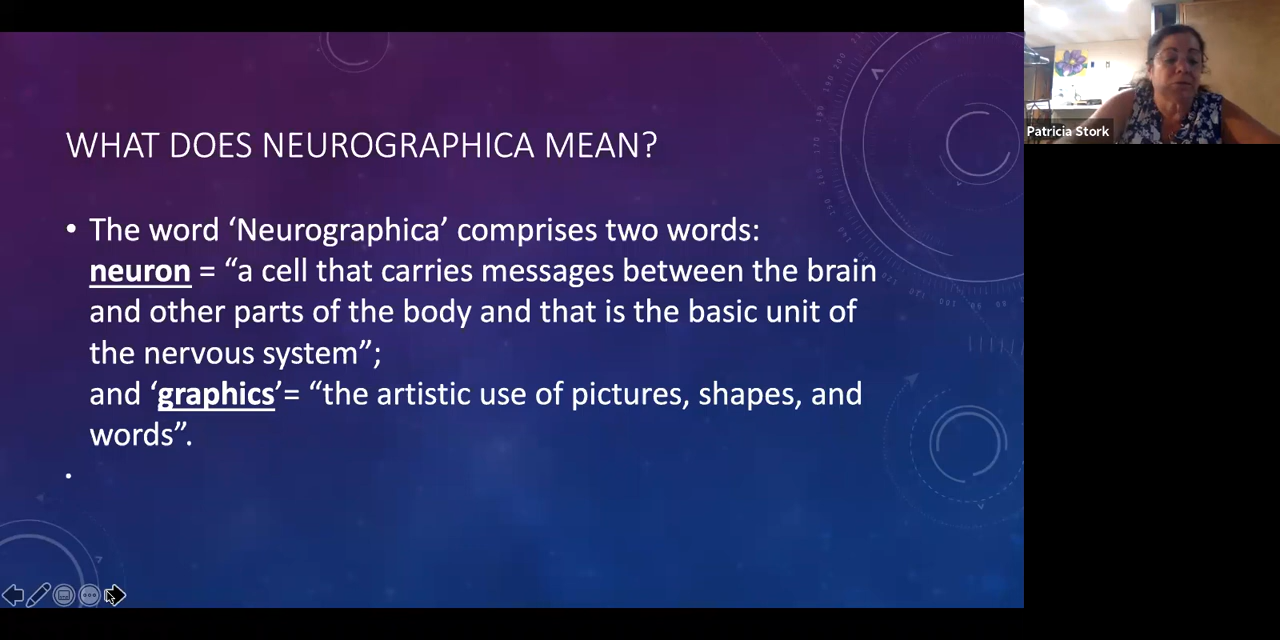 WHAT DOES NEUROGRAPHICA MEAN?
• The word ‘Neurographica’ comprises two words:
neuron = “a cell that carries messages between the brain
and other parts of the body and that is the basic unit of
the nervous system”;
and ‘graphics’= “the artistic use of pictures, shapes, and
words”.
•
Patricia Stork